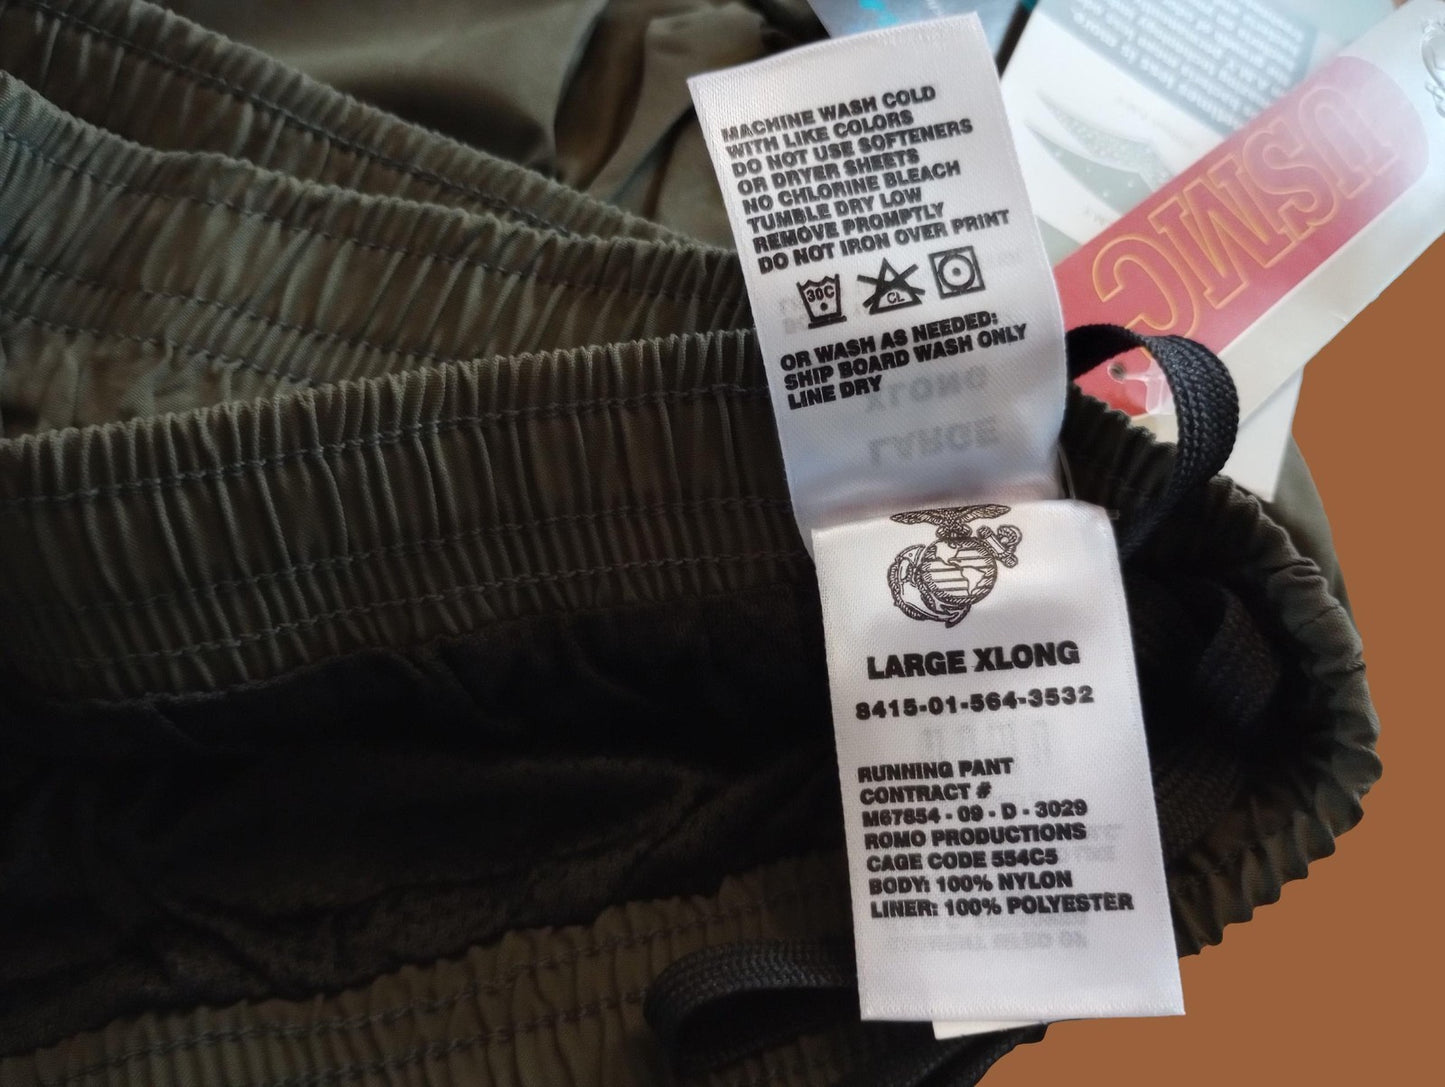 MACHINE WASH COLD
WITH LIKE COLORS
DO NOT USE SOFTENERS
OR DRYER SHEETS
NO CHLORINE BLEACH
TUMBLE DRY LOW
REMOVE PROMPTLY
DO NOT IRON OVER PRINT
30C
CL
OR WASH AS NEEDED:
SHIP BOARD WASH ONLY
LINE DRY
XLONG
LARGE
USMC
LARGE XLONG
8415-01-564-3532
RUNNING PANT
CONTRACT #
M67854 - 09 - D - 3029
ROMO PRODUCTIONS
CAGE CODE 554C5
BODY: 100% NYLON
LINER: 100% POLYESTER